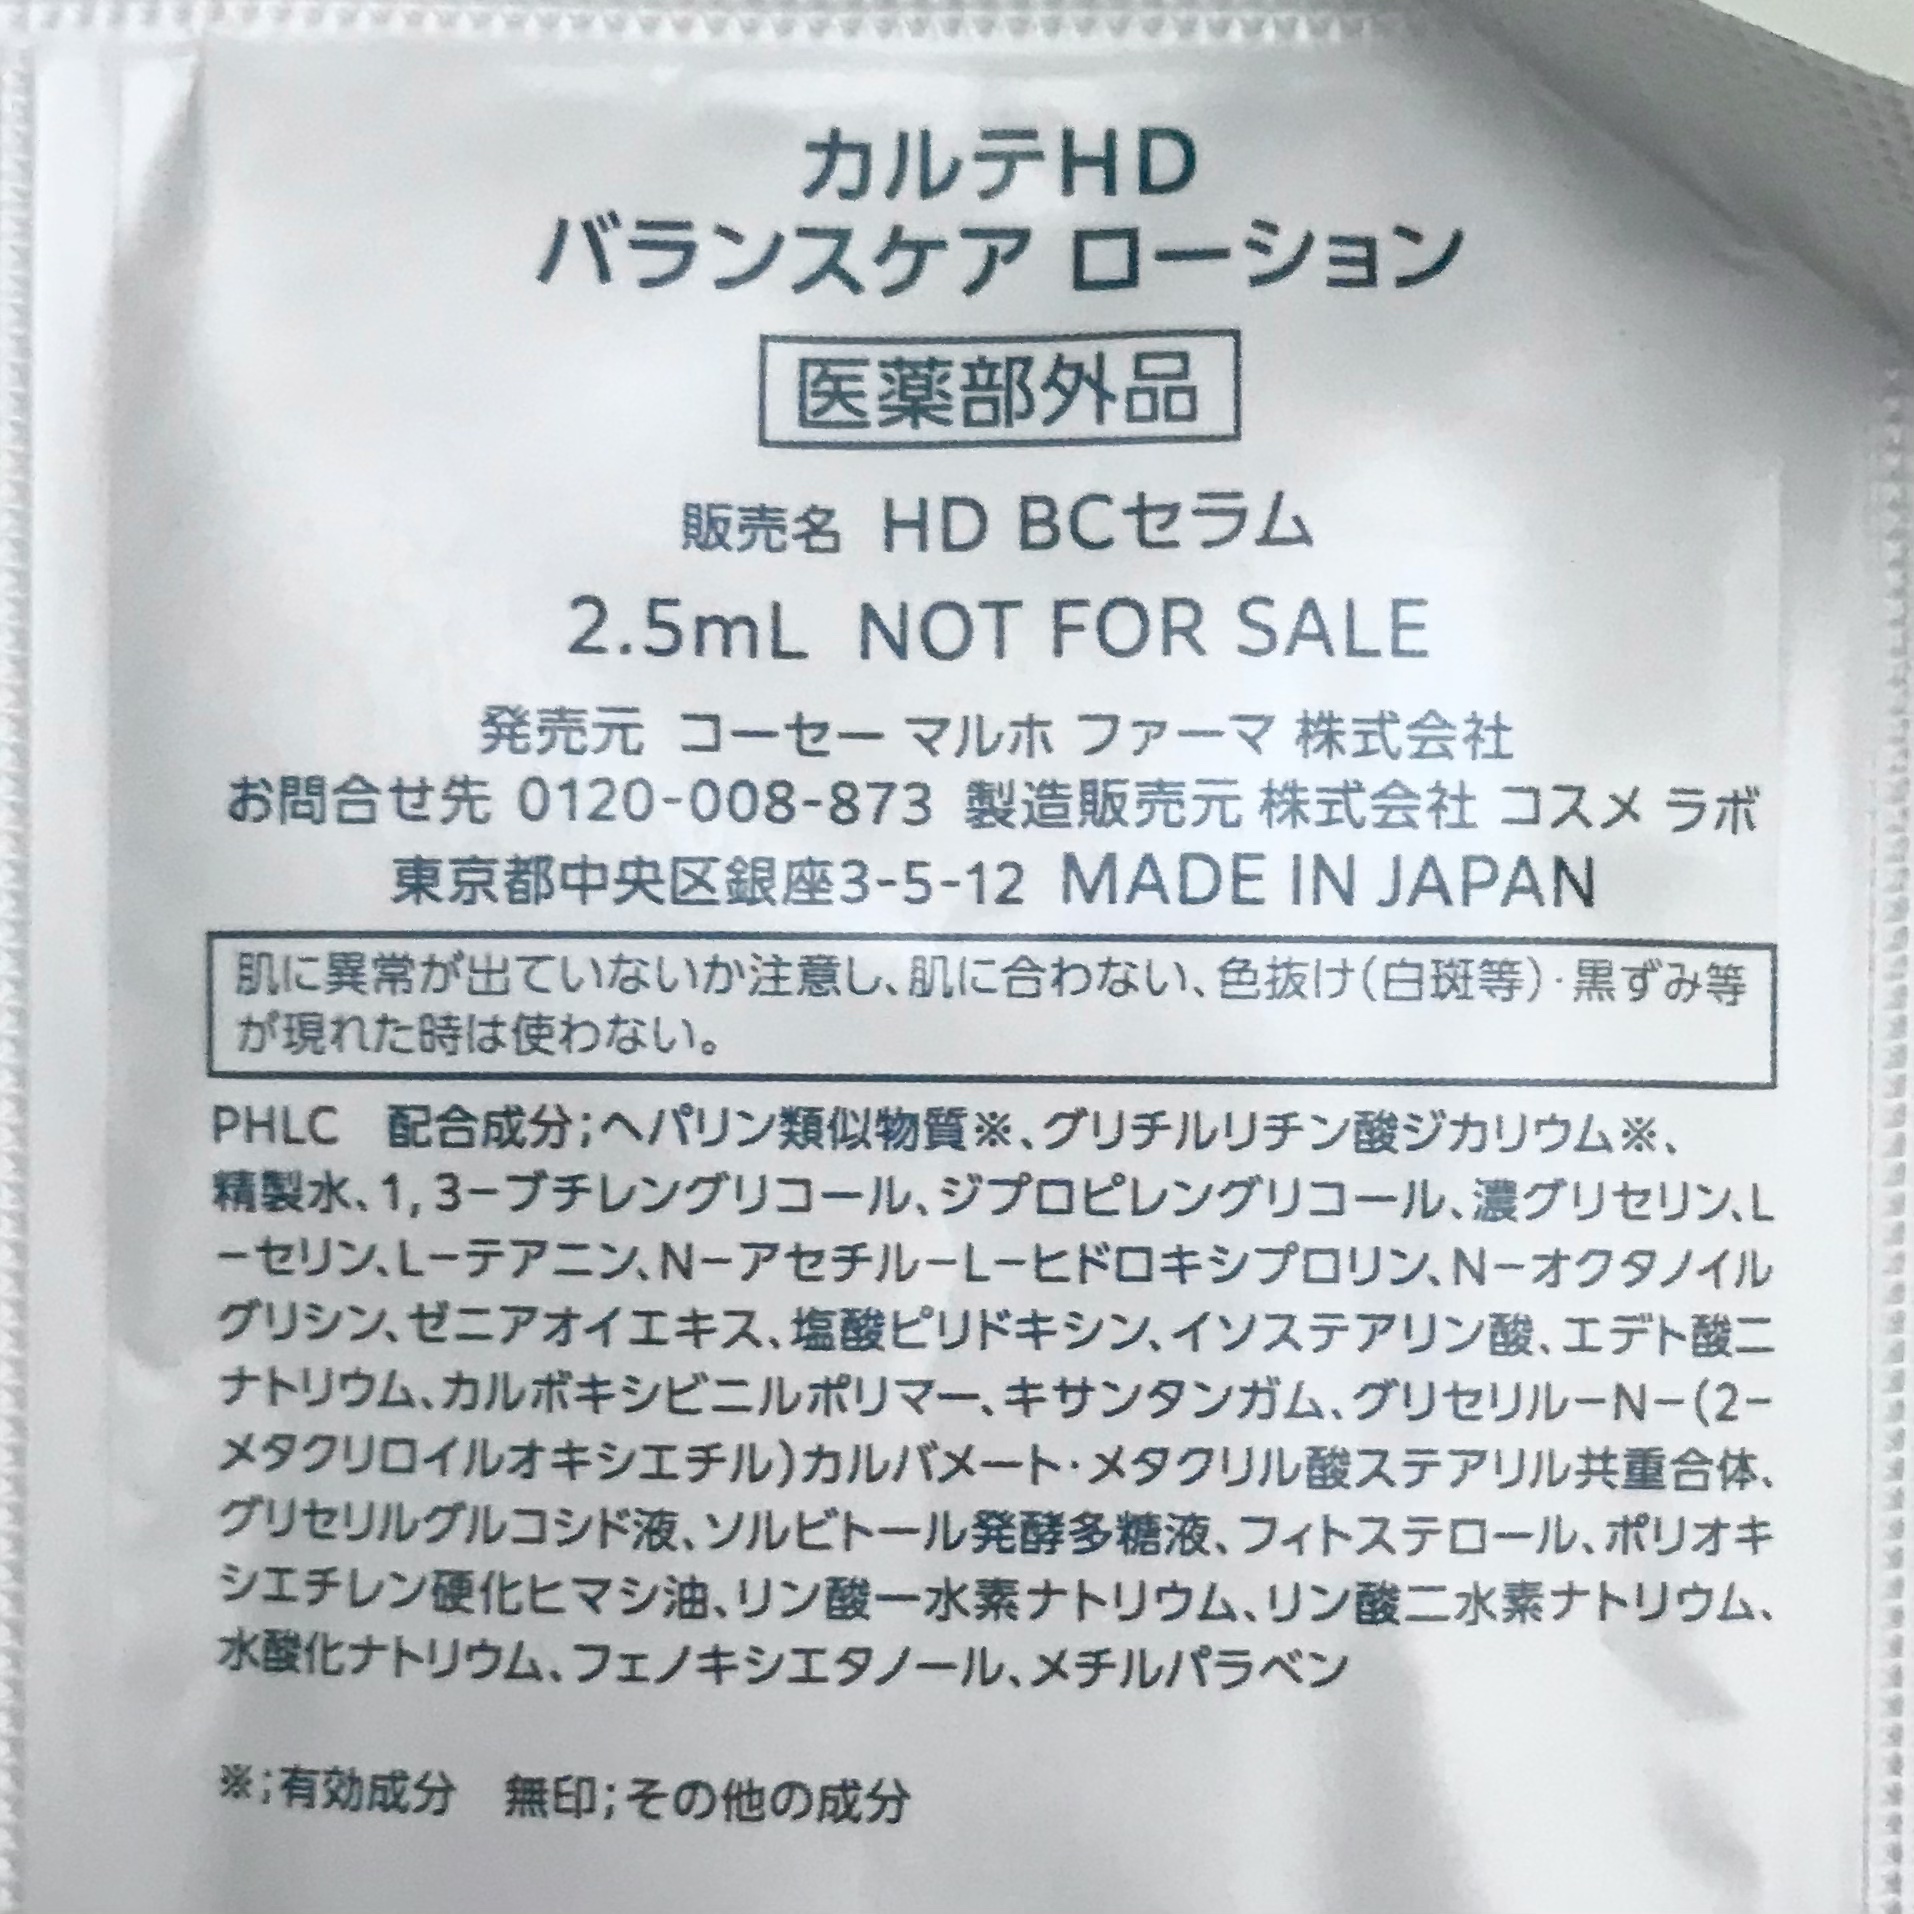 カルテHD
バランスケア ローション
医薬部外品
販売名 HD BCセラム
2.5mL NOT FOR SALE
発売元 コーセー マルホ ファーマ 株式会社
お問合せ先 0120-008-873 製造販売元 株式会社 コスメ ラボ
東京都中央区銀座3-5-12 MADE IN JAPAN
肌に異常が出ていないか注意し、肌に合わない、色抜け(白斑等)・黒ずみ等
が現れた時は使わない。
PHLC 配合成分;ヘパリン類似物質※、グリチルリチン酸ジカリウム※、
精製水、1,3−ブチレングリコール、ジプロピレングリコール、濃グリセリン、L
−セリン、L−テアニン、N−アセチル−L−ヒドロキシプロリン、N−オクタノイル
グリシン、ゼニアオイエキス、塩酸ピリドキシン、イソステアリン酸、エデト酸二
ナトリウム、カルボキシビニルポリマー、キサンタンガム、グリセリル−N−(2−
メタクリロイルオキシエチル)カルバメート・メタクリル酸ステアリル共重合体、
グリセリルグルコシド液、ソルビトール発酵多糖液、フィトステロール、ポリオキ
シエチレン硬化ヒマシ油、リン酸一水素ナトリウム、リン酸二水素ナトリウム、
水酸化ナトリウム、フェノキシエタノール、メチルパラベン
※;有効成分 無印;その他の成分